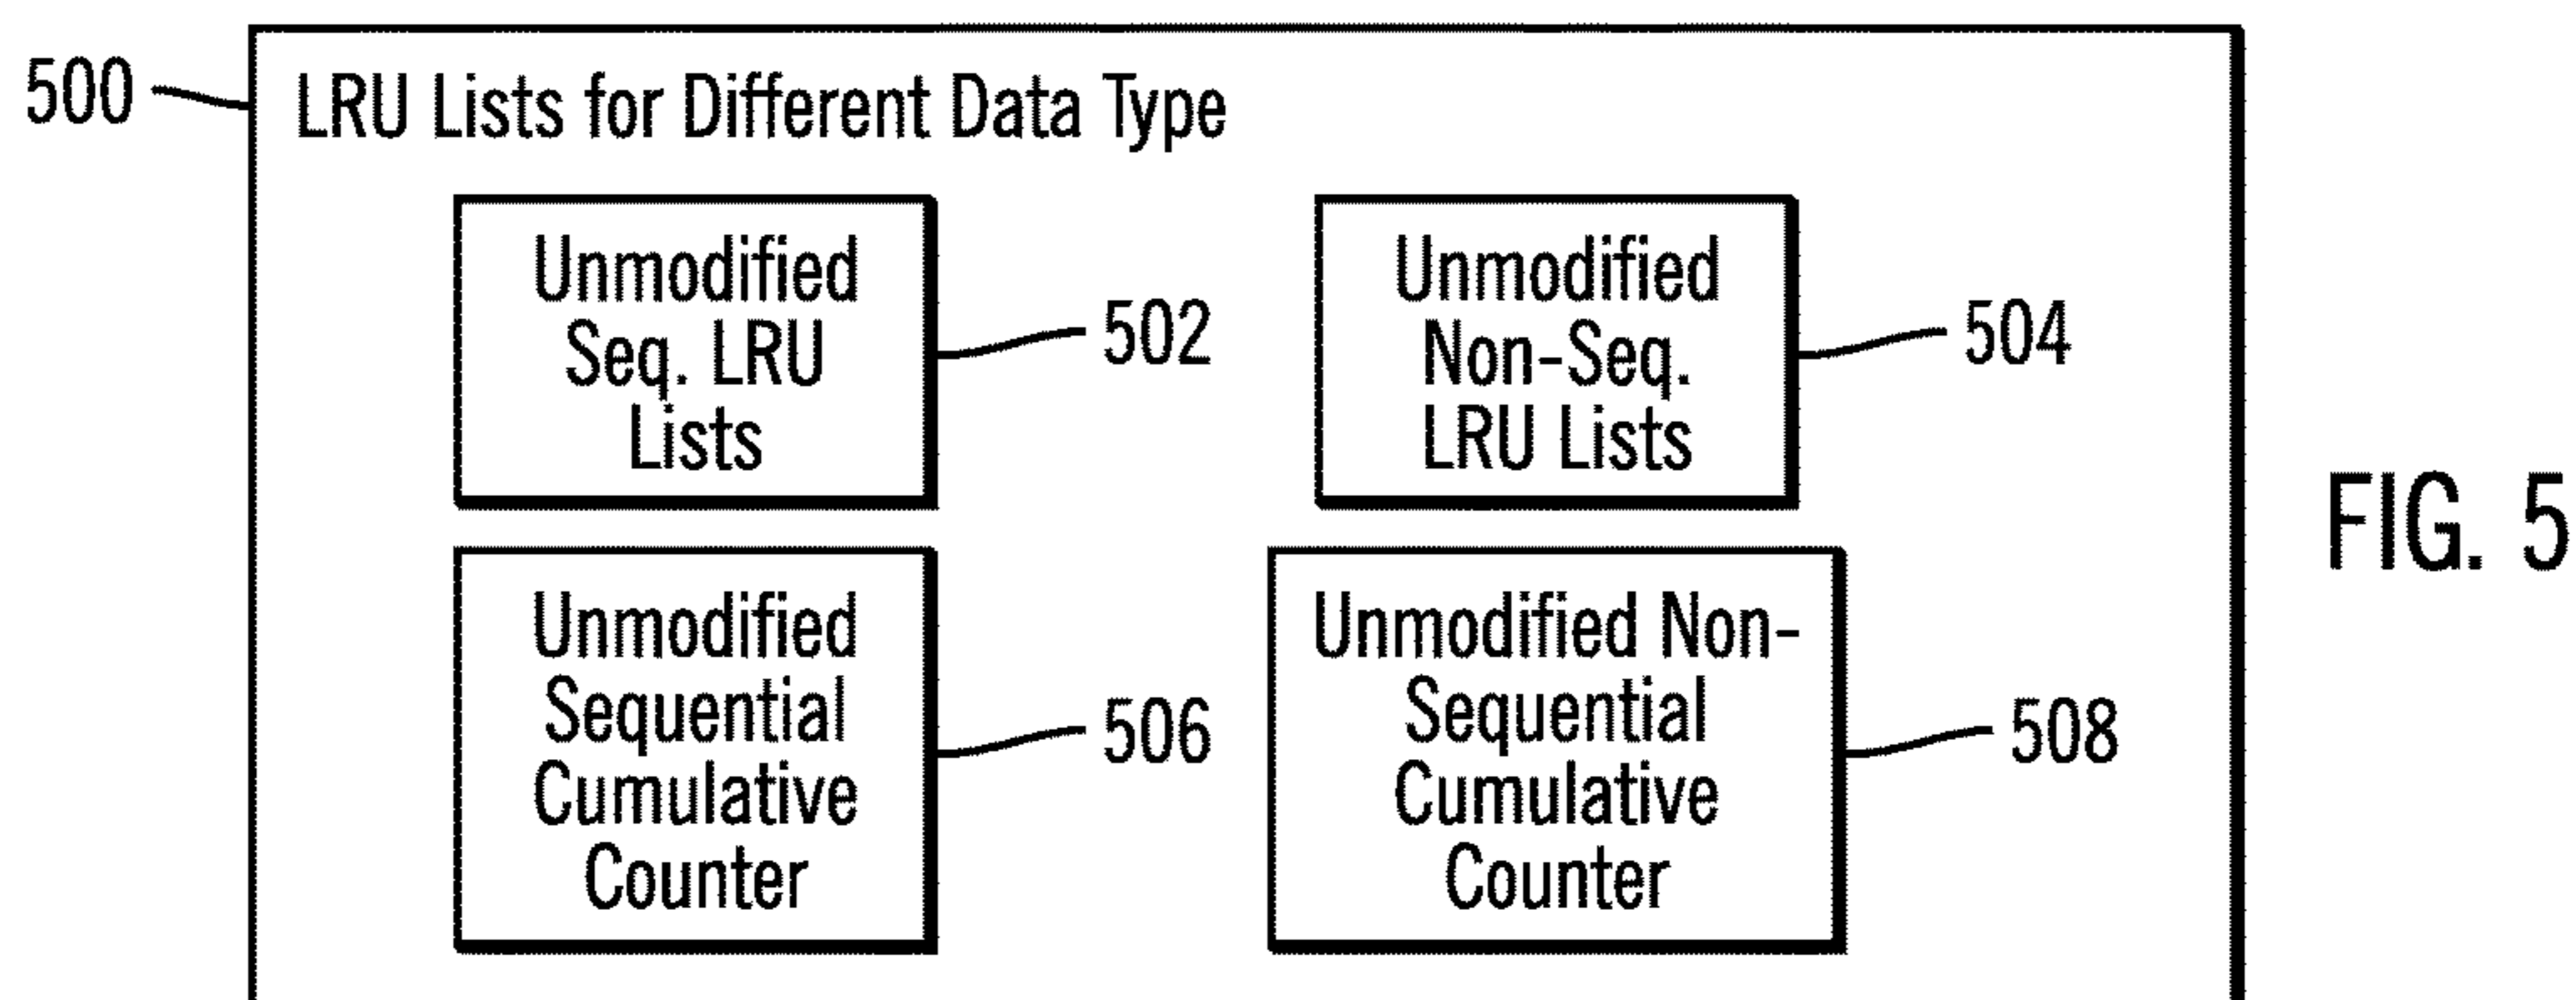 500
LRU Lists for Different Data Type
Unmodified
Seq. LRU
Lists
502
Unmodified
Non-Seq.
LRU Lists
504
Unmodified
Sequential
Cumulative
Counter
506
Unmodified Non-
Sequential
Cumulative
Counter
508
FIG. 5